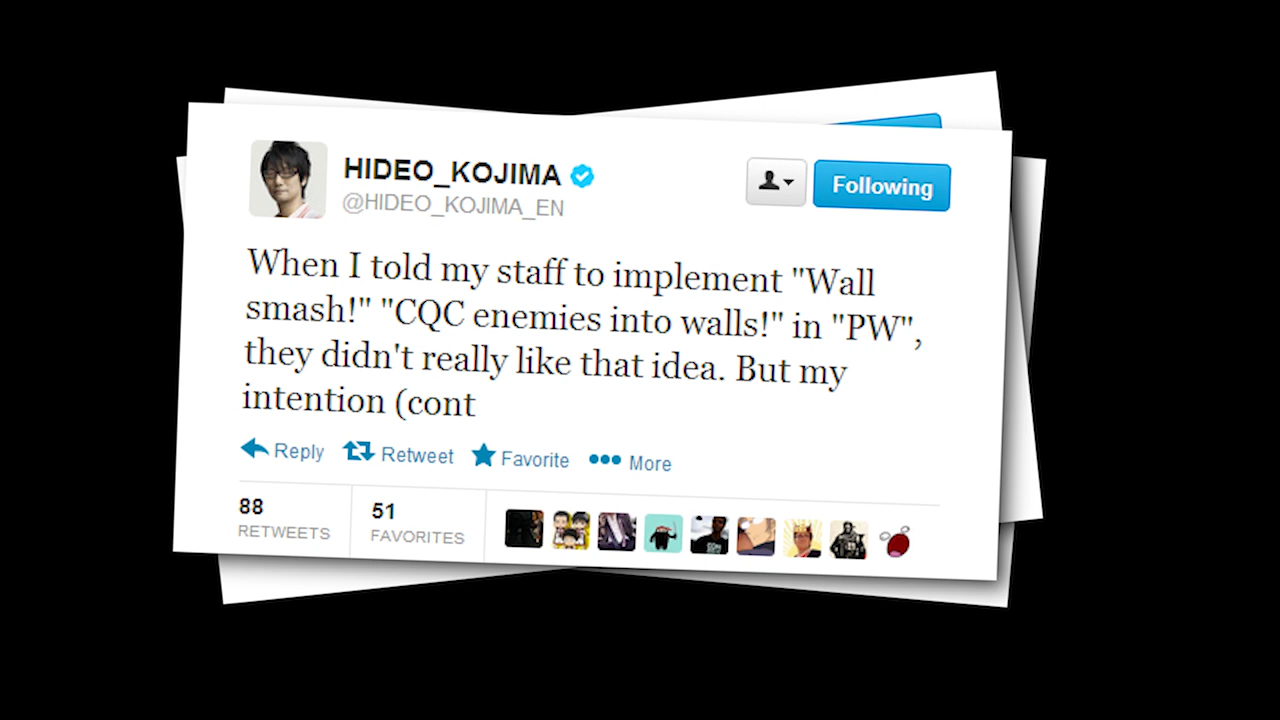 HIDEO_KOJIMA
@HIDEO_KOJIMA_EN
Following
When I told my staff to implement "Wall
smash!" "CQC enemies into walls!" in "PW",
they didn't really like that idea. But my
intention (cont
Reply Retweet Favorite More
88 51
RETWEETS FAVORITES